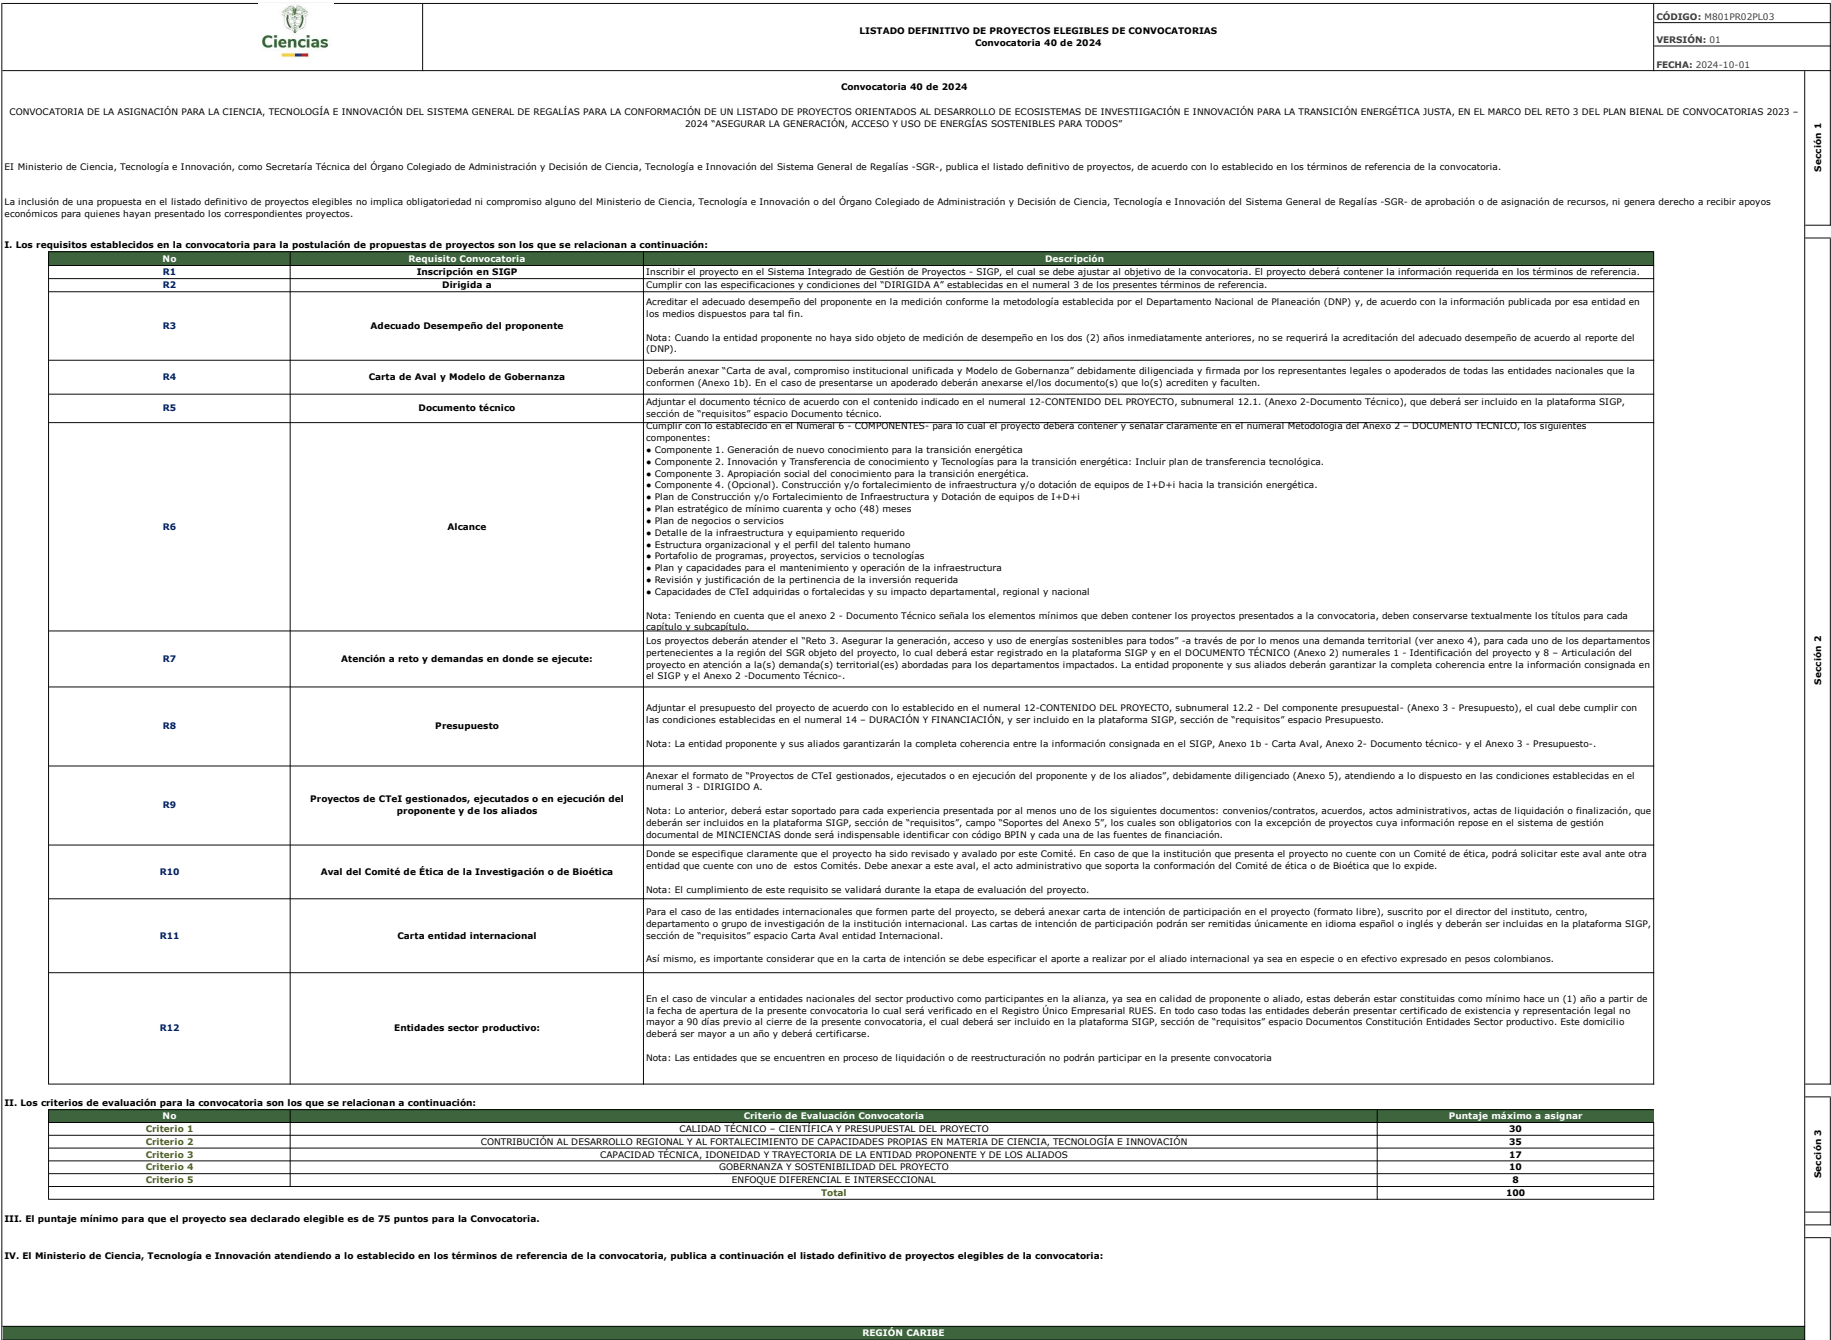 Ciencias
LISTADO DEFINITIVO DE PROYECTOS ELEGIBLES DE CONVOCATORIAS
Convocatoria 40 de 2024
CÓDIGO: M801PR02PL03
VERSIÓN: 01
FECHA: 2024-10-01
Convocatoria 40 de 2024
CONVOCATORIA DE LA ASIGNACIÓN PARA LA CIENCIA, TECNOLOGÍA E INNOVACIÓN DEL SISTEMA GENERAL DE REGALÍAS PARA LA CONFORMACIÓN DE UN LISTADO DE PROYECTOS ORIENTADOS AL DESARROLLO DE ECOSISTEMAS DE INVESTIIGACIÓN E INNOVACIÓN PARA LA TRANSICIÓN ENERGÉTICA JUSTA, EN EL MARCO DEL RETO 3 DEL PLAN BIENAL DE CONVOCATORIAS 2023 –
2024 “ASEGURAR LA GENERACIÓN, ACCESO Y USO DE ENERGÍAS SOSTENIBLES PARA TODOS”
Sección 1
El Ministerio de Ciencia, Tecnología e Innovación, como Secretaría Técnica del Órgano Colegiado de Administración y Decisión de Ciencia, Tecnología e Innovación del Sistema General de Regalías -SGR-, publica el listado definitivo de proyectos, de acuerdo con lo establecido en los términos de referencia de la convocatoria.
La inclusión de una propuesta en el listado definitivo de proyectos elegibles no implica obligatoriedad ni compromiso alguno del Ministerio de Ciencia, Tecnología e Innovación o del Órgano Colegiado de Administración y Decisión de Ciencia, Tecnología e Innovación del Sistema General de Regalías -SGR- de aprobación o de asignación de recursos, ni genera derecho a recibir apoyos
económicos para quienes hayan presentado los correspondientes proyectos.
I. Los requisitos establecidos en la convocatoria para la postulación de propuestas de proyectos son los que se relacionan a continuación:
No Requisito Convocatoria Descripción
R1 Inscripción en SIGP Inscribir el proyecto en el Sistema Integrado de Gestión de Proyectos - SIGP, el cual se debe ajustar al objetivo de la convocatoria. El proyecto deberá contener la información requerida en los términos de referencia.
R2 Dirigida a Cumplir con las especificaciones y condiciones del “DIRIGIDA A” establecidas en el numeral 3 de los presentes términos de referencia.
R3 Adecuado Desempeño del proponente
Acreditar el adecuado desempeño del proponente en la medición conforme la metodología establecida por el Departamento Nacional de Planeación (DNP) y, de acuerdo con la información publicada por esa entidad en
los medios dispuestos para tal fin.
Nota: Cuando la entidad proponente no haya sido objeto de medición de desempeño en los dos (2) años inmediatamente anteriores, no se requerirá la acreditación del adecuado desempeño de acuerdo al reporte del
(DNP).
R4 Carta de Aval y Modelo de Gobernanza
Deberán anexar “Carta de aval, compromiso institucional unificada y Modelo de Gobernanza” debidamente diligenciada y firmada por los representantes legales o apoderados de todas las entidades nacionales que la
conformen (Anexo 1b). En el caso de presentarse un apoderado deberán anexarse el/los documento(s) que lo(s) acrediten y faculten.
R5 Documento técnico
Adjuntar el documento técnico de acuerdo con el contenido indicado en el numeral 12-CONTENIDO DEL PROYECTO, subnumeral 12.1. (Anexo 2-Documento Técnico), que deberá ser incluido en la plataforma SIGP,
sección de “requisitos” espacio Documento técnico.
R6 Alcance
Cumplir con lo establecido en el Numeral 6 - COMPONENTES- para lo cual el proyecto deberá contener y señalar claramente en el numeral Metodología del Anexo 2 – DOCUMENTO TÉCNICO, los siguientes
componentes:
● Componente 1. Generación de nuevo conocimiento para la transición energética
● Componente 2. Innovación y Transferencia de conocimiento y Tecnologías para la transición energética: Incluir plan de transferencia tecnológica.
● Componente 3. Apropiación social del conocimiento para la transición energética.
● Componente 4. (Opcional). Construcción y/o fortalecimiento de infraestructura y/o dotación de equipos de I+D+i hacia la transición energética.
● Plan de Construcción y/o Fortalecimiento de Infraestructura y Dotación de equipos de I+D+i
● Plan estratégico de mínimo cuarenta y ocho (48) meses
● Plan de negocios o servicios
● Detalle de la infraestructura y equipamiento requerido
● Estructura organizacional y el perfil del talento humano
● Portafolio de programas, proyectos, servicios o tecnologías
● Plan y capacidades para el mantenimiento y operación de la infraestructura
● Revisión y justificación de la pertinencia de la inversión requerida
● Capacidades de CTeI adquiridas o fortalecidas y su impacto departamental, regional y nacional
Nota: Teniendo en cuenta que el anexo 2 - Documento Técnico señala los elementos mínimos que deben contener los proyectos presentados a la convocatoria, deben conservarse textualmente los títulos para cada
capítulo y subcapítulo.
R7 Atención a reto y demandas en donde se ejecute:
Los proyectos deberán atender el “Reto 3. Asegurar la generación, acceso y uso de energías sostenibles para todos” -a través de por lo menos una demanda territorial (ver anexo 4), para cada uno de los departamentos
pertenecientes a la región del SGR objeto del proyecto, lo cual deberá estar registrado en la plataforma SIGP y en el DOCUMENTO TÉCNICO (Anexo 2) numerales 1 - Identificación del proyecto y 8 – Articulación del
proyecto en atención a la(s) demanda(s) territorial(es) abordadas para los departamentos impactados. La entidad proponente y sus aliados deberán garantizar la completa coherencia entre la información consignada en
el SIGP y el Anexo 2 -Documento Técnico-.
Sección 2
R8 Presupuesto
Adjuntar el presupuesto del proyecto de acuerdo con lo establecido en el numeral 12-CONTENIDO DEL PROYECTO, subnumeral 12.2 - Del componente presupuestal- (Anexo 3 - Presupuesto), el cual debe cumplir con
las condiciones establecidas en el numeral 14 – DURACIÓN Y FINANCIACIÓN, y ser incluido en la plataforma SIGP, sección de “requisitos” espacio Presupuesto.
Nota: La entidad proponente y sus aliados garantizarán la completa coherencia entre la información consignada en el SIGP, Anexo 1b - Carta Aval, Anexo 2- Documento técnico- y el Anexo 3 - Presupuesto-.
R9 Proyectos de CTeI gestionados, ejecutados o en ejecución del
proponente y de los aliados
Anexar el formato de “Proyectos de CTeI gestionados, ejecutados o en ejecución del proponente y de los aliados”, debidamente diligenciado (Anexo 5), atendiendo a lo dispuesto en las condiciones establecidas en el
numeral 3 - DIRIGIDO A.
Nota: Lo anterior, deberá estar soportado para cada experiencia presentada por al menos uno de los siguientes documentos: convenios/contratos, acuerdos, actos administrativos, actas de liquidación o finalización, que
deberán ser incluidos en la plataforma SIGP, sección de “requisitos”, campo “Soportes del Anexo 5”, los cuales son obligatorios con la excepción de proyectos cuya información repose en el sistema de gestión
documental de MINCIENCIAS donde será indispensable identificar con código BPIN y cada una de las fuentes de financiación.
R10 Aval del Comité de Ética de la Investigación o de Bioética
Donde se especifique claramente que el proyecto ha sido revisado y avalado por este Comité. En caso de que la institución que presenta el proyecto no cuente con un Comité de ética, podrá solicitar este aval ante otra
entidad que cuente con uno de estos Comités. Debe anexar a este aval, el acto administrativo que soporta la conformación del Comité de ética o de Bioética que lo expide.
Nota: El cumplimiento de este requisito se validará durante la etapa de evaluación del proyecto.
R11 Carta entidad internacional
Para el caso de las entidades internacionales que formen parte del proyecto, se deberá anexar carta de intención de participación en el proyecto (formato libre), suscrito por el director del instituto, centro,
departamento o grupo de investigación de la institución internacional. Las cartas de intención de participación podrán ser remitidas únicamente en idioma español o inglés y deberán ser incluidas en la plataforma SIGP,
sección de “requisitos” espacio Carta Aval entidad Internacional.
Así mismo, es importante considerar que en la carta de intención se debe especificar el aporte a realizar por el aliado internacional ya sea en especie o en efectivo expresado en pesos colombianos.
R12 Entidades sector productivo:
En el caso de vincular a entidades nacionales del sector productivo como participantes en la alianza, ya sea en calidad de proponente o aliado, estas deberán estar constituidas como mínimo hace un (1) año a partir de
la fecha de apertura de la presente convocatoria lo cual será verificado en el Registro Único Empresarial RUES. En todo caso todas las entidades deberán presentar certificado de existencia y representación legal no
mayor a 90 días previo al cierre de la presente convocatoria, el cual deberá ser incluido en la plataforma SIGP, sección de “requisitos” espacio Documentos Constitución Entidades Sector productivo. Este domicilio
deberá ser mayor a un año y deberá certificarse.
Nota: Las entidades que se encuentren en proceso de liquidación o de reestructuración no podrán participar en la presente convocatoria
II. Los criterios de evaluación para la convocatoria son los que se relacionan a continuación:
No Criterio de Evaluación Convocatoria Puntaje máximo a asignar
Criterio 1 CALIDAD TÉCNICO – CIENTÍFICA Y PRESUPUESTAL DEL PROYECTO 30
Criterio 2 CONTRIBUCIÓN AL DESARROLLO REGIONAL Y AL FORTALECIMIENTO DE CAPACIDADES PROPIAS EN MATERIA DE CIENCIA, TECNOLOGÍA E INNOVACIÓN 35
Criterio 3 CAPACIDAD TÉCNICA, IDONEIDAD Y TRAYECTORIA DE LA ENTIDAD PROPONENTE Y DE LOS ALIADOS 17
Criterio 4 GOBERNANZA Y SOSTENIBILIDAD DEL PROYECTO 10
Criterio 5 ENFOQUE DIFERENCIAL E INTERSECCIONAL 8
Total 100
Sección 3
III. El puntaje mínimo para que el proyecto sea declarado elegible es de 75 puntos para la Convocatoria.
IV. El Ministerio de Ciencia, Tecnología e Innovación atendiendo a lo establecido en los términos de referencia de la convocatoria, publica a continuación el listado definitivo de proyectos elegibles de la convocatoria:
REGIÓN CARIBE